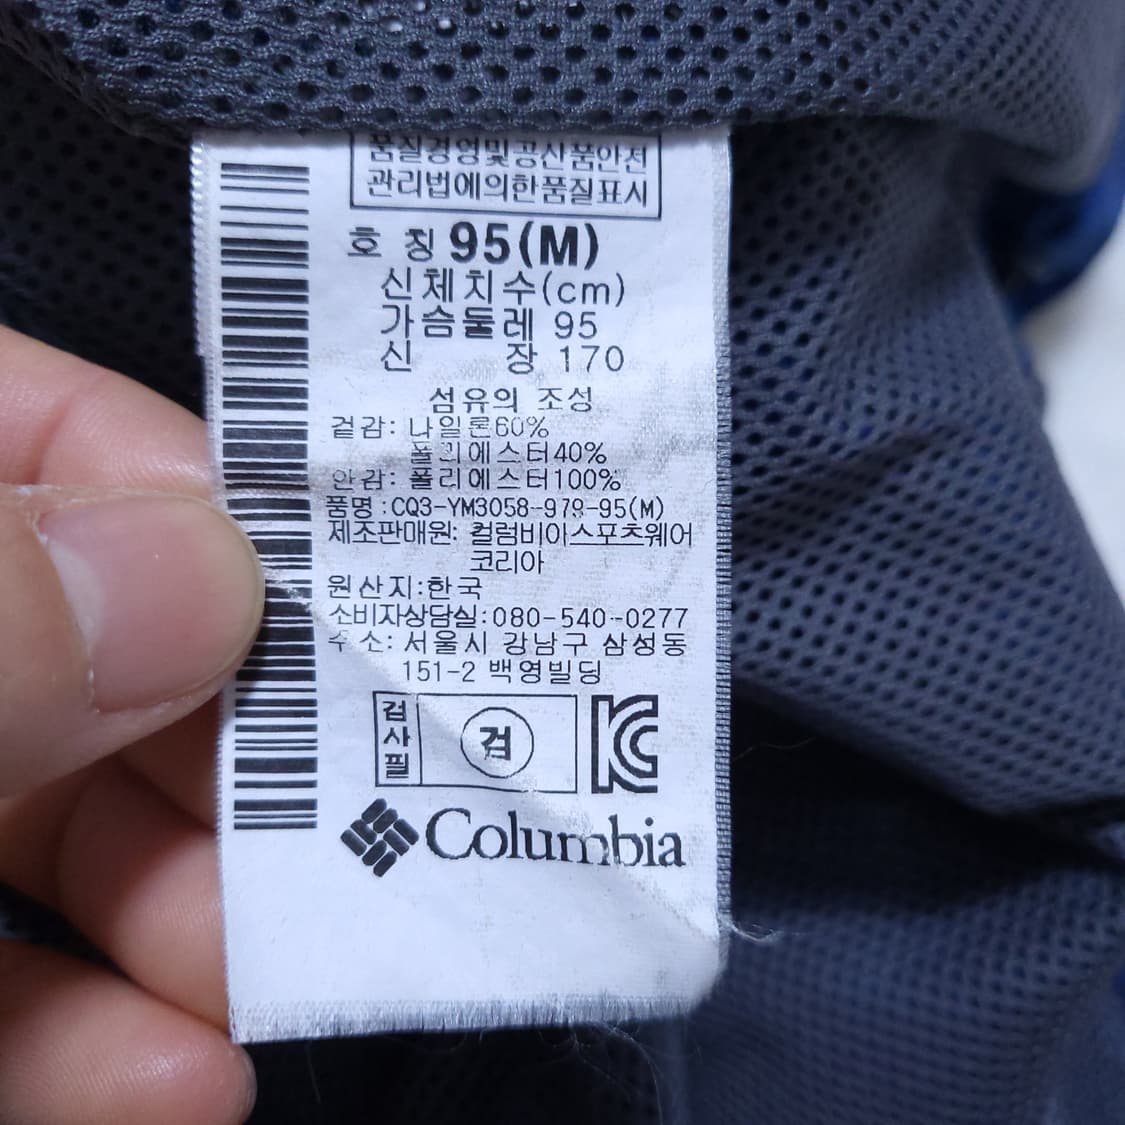 품질경영및공산품안전
관리법에의한품질표시
호 칭 95(M)
신체치수(cm)
가슴둘레 95
신 장 170
섬유의 조성
겉감: 나일론60%
폴리에스터40%
안감: 폴리에스터100%
품명:CQ3-YM3058-978-95(M)
제조판매원: 컬럼비아스포츠웨어
코리아
원산지:한국
소비자상담실:080-540-0277
주 소: 서울시 강남구 삼성동
151-2 백영빌딩
검사필
검
KC
Columbia